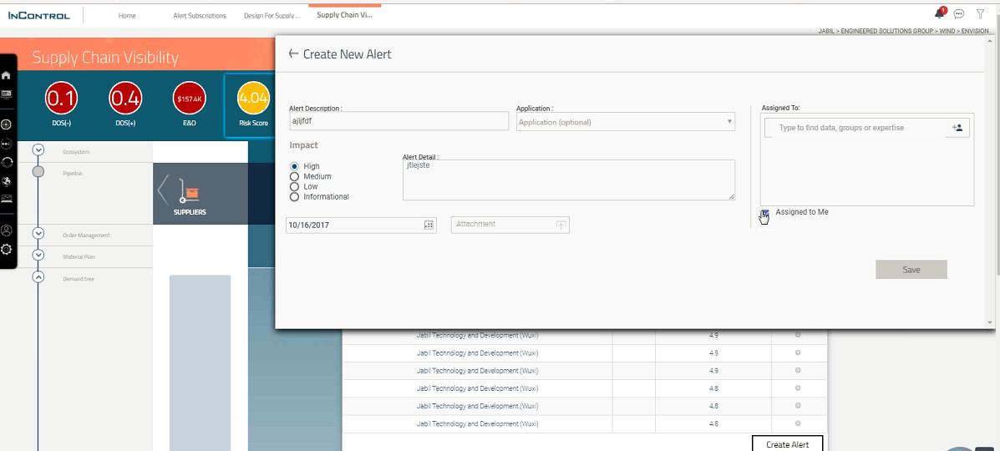 INCONTROL
Home
Alert Subscriptions
Design For Supply ...
Supply Chain Vi...
1
JABIL > ENGINEERED SOLUTIONS GROUP > WIND > ENVISION
Supply Chain Visibility
0.1
0.4
$157.4K
4.04
DOS(-)
DOS(+)
E&O
Risk Score
Ecosystem
Pipeline
SUPPLIERS
Order Management
Material Plan
Demand tree
Create New Alert
Alert Description :
ajljfdf
Application :
Application (optional)
Assigned To:
Type to find data, groups or expertise
Impact
High
Medium
Low
Informational
Alert Detail :
jtlejste
Assigned to Me
10/16/2017
Attachment
Save
Jabil Technology and Development (Wuxi) 4.9
Jabil Technology and Development (Wuxi) 4.9
Jabil Technology and Development (Wuxi) 4.9
Jabil Technology and Development (Wuxi) 4.8
Jabil Technology and Development (Wuxi) 4.8
Jabil Technology and Development (Wuxi) 4.8
Create Alert